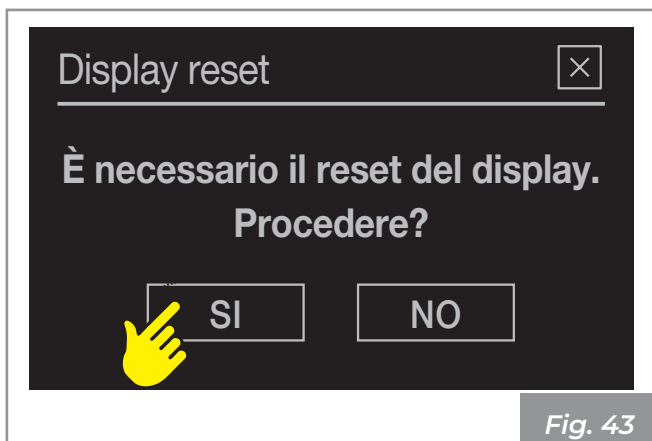 Display reset
È necessario il reset del display.
Procedere?
SI NO
Fig. 43